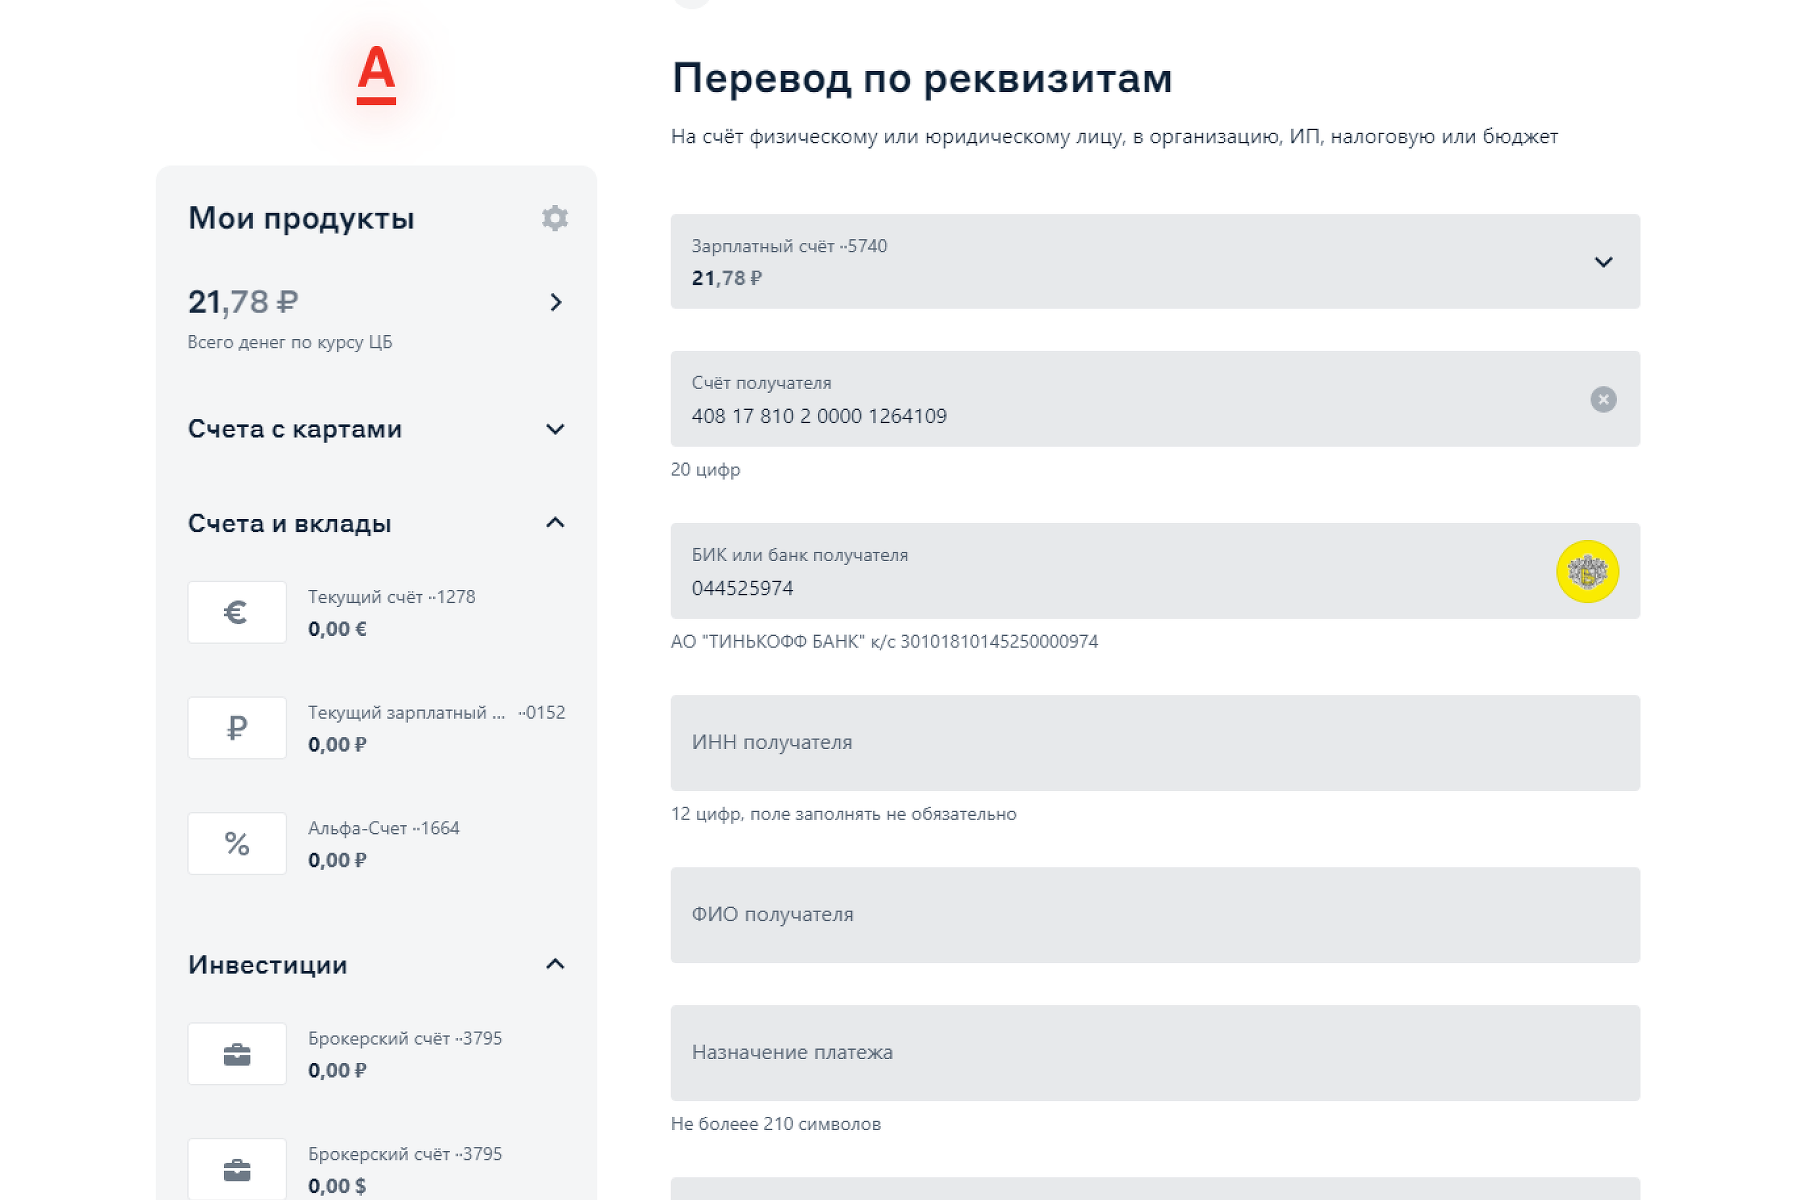 А
Мои продукты
21,78 ₽
Всего денег по курсу ЦБ
Счета с картами
Счета и вклады
€
Текущий счёт ··1278
0,00 €
₽
Текущий зарплатный ... ··0152
0,00 ₽
%
Альфа-Счет ··1664
0,00 ₽
Инвестиции
Брокерский счёт ··3795
0,00 ₽
Брокерский счёт ··3795
0,00 $
Перевод по реквизитам
На счёт физическому или юридическому лицу, в организацию, ИП, налоговую или бюджет
Зарплатный счёт ··5740
21,78 ₽
Счёт получателя
408 17 810 2 0000 1264109
20 цифр
БИК или банк получателя
044525974
АО "ТИНЬКОФФ БАНК" к/с 30101810145250000974
ИНН получателя
12 цифр, поле заполнять не обязательно
ФИО получателя
Назначение платежа
Не болеее 210 символов